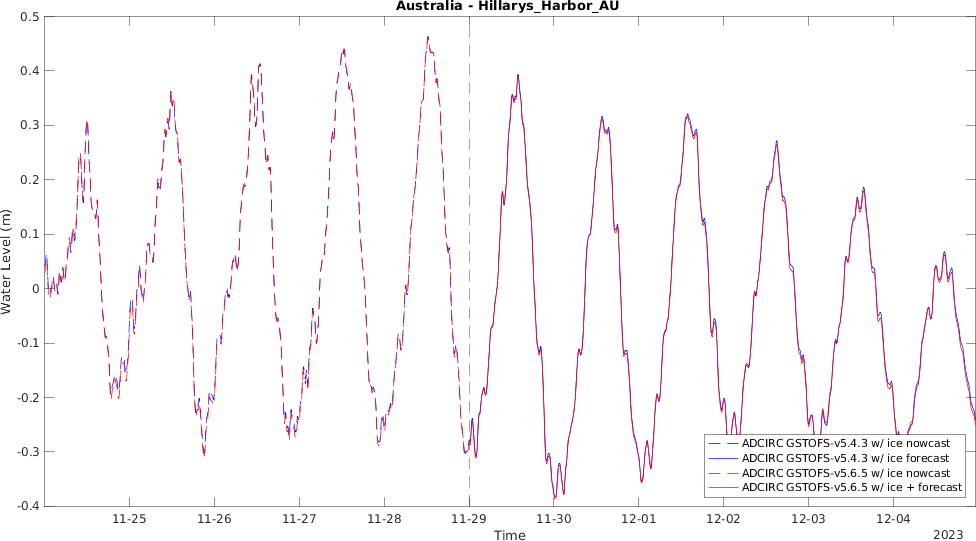 Australia - Hillarys_Harbor_AU
0.5
0.4
0.3
0.2
0.1
0
-0.1
-0.2
-0.3
-0.4
Water Level (m)
ADCIRC GSTOFS-v5.4.3 w/ ice nowcast
ADCIRC GSTOFS-v5.4.3 w/ ice forecast
ADCIRC GSTOFS-v5.6.5 w/ ice nowcast
ADCIRC GSTOFS-v5.6.5 w/ ice + forecast
11-25 11-26 11-27 11-28 11-29 11-30 12-01 12-02 12-03 12-04
Time
2023